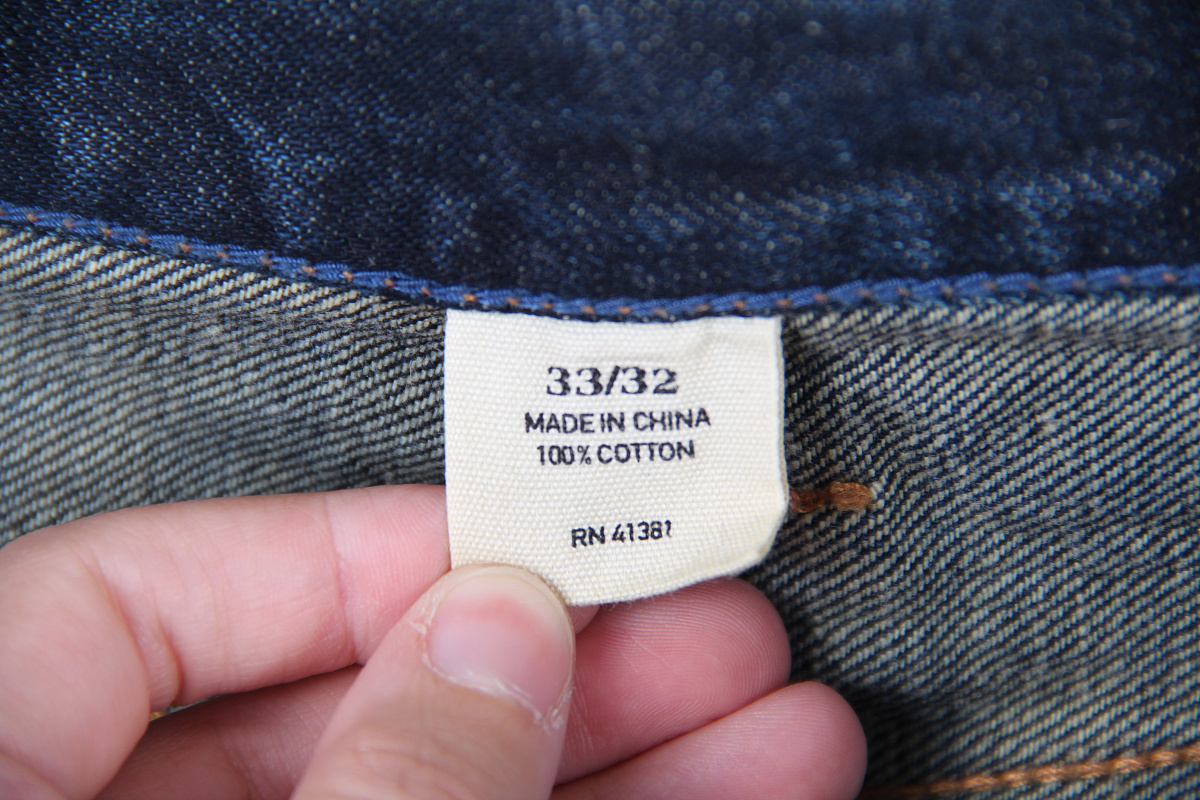 33/32
MADE IN CHINA
100% COTTON
RN 41381